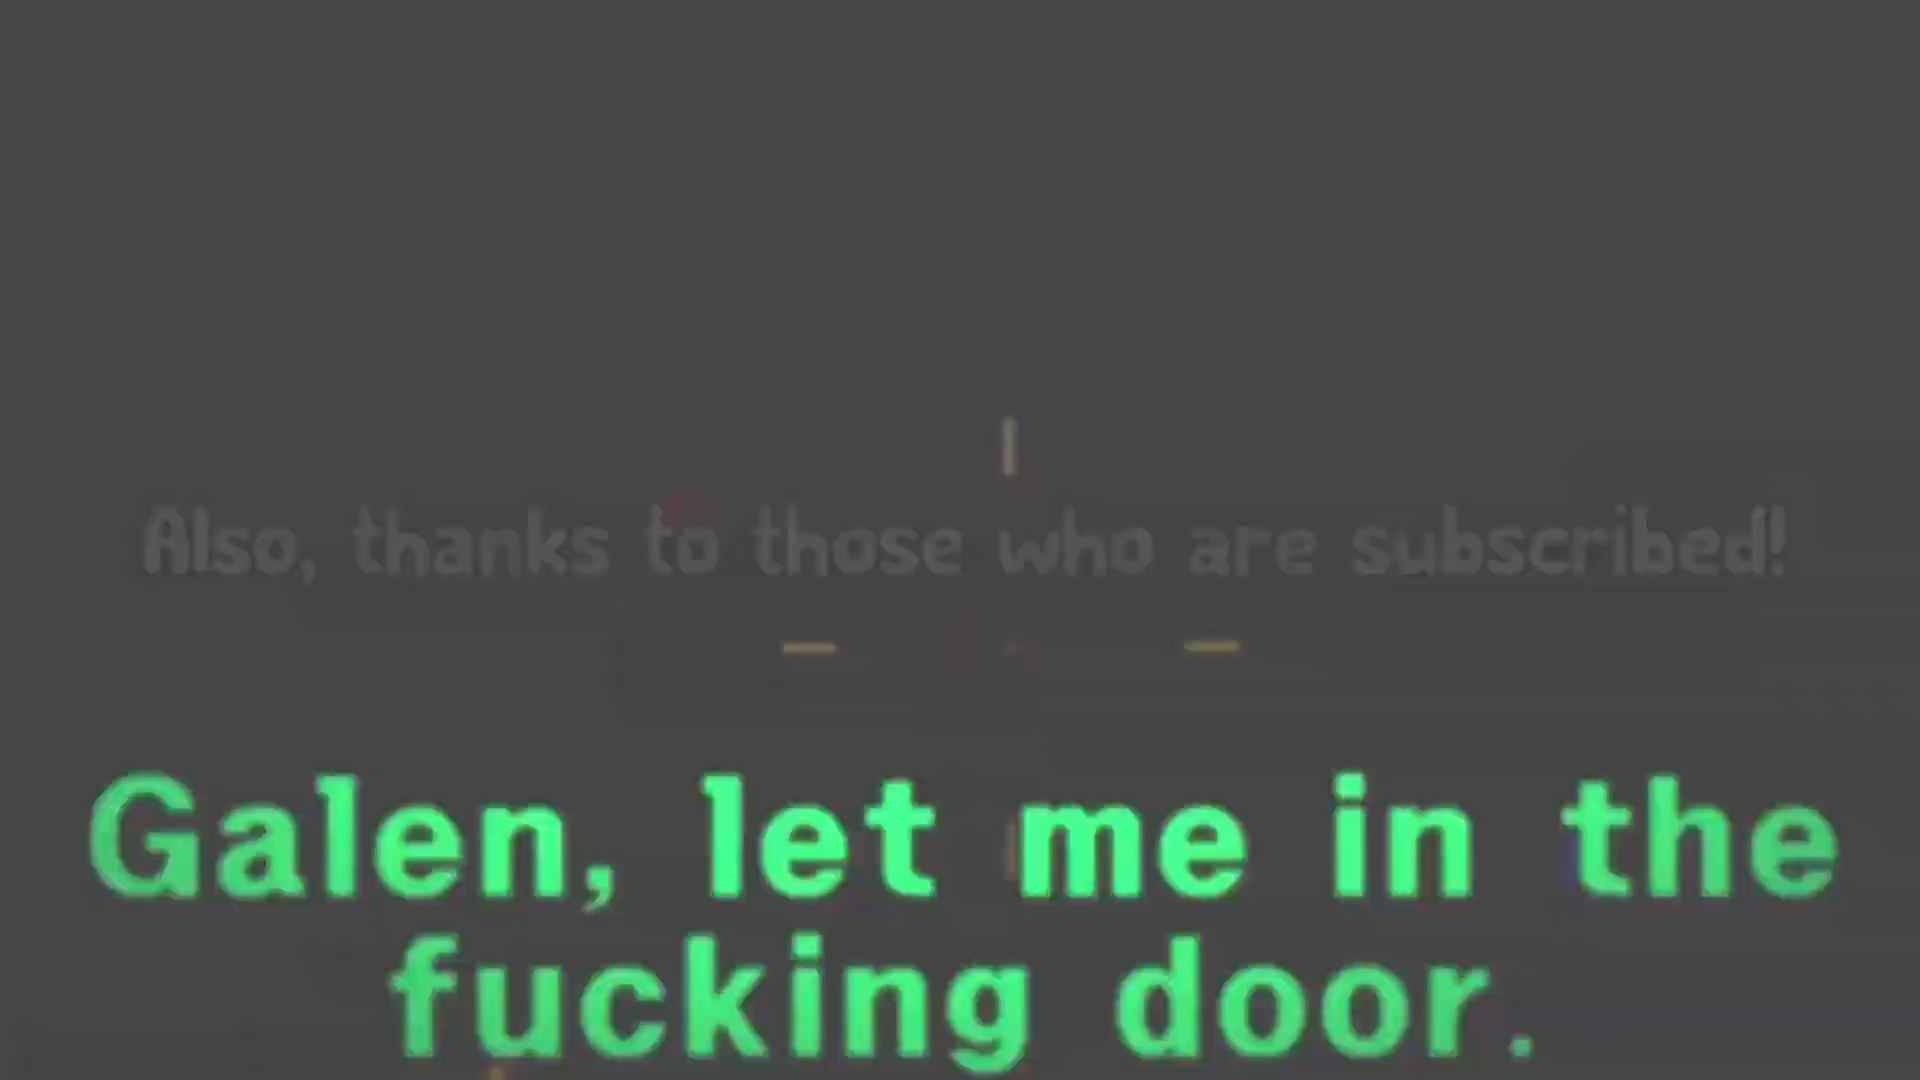 Also, thanks to those who are subscribed!
Galen, let me in the
fucking door.